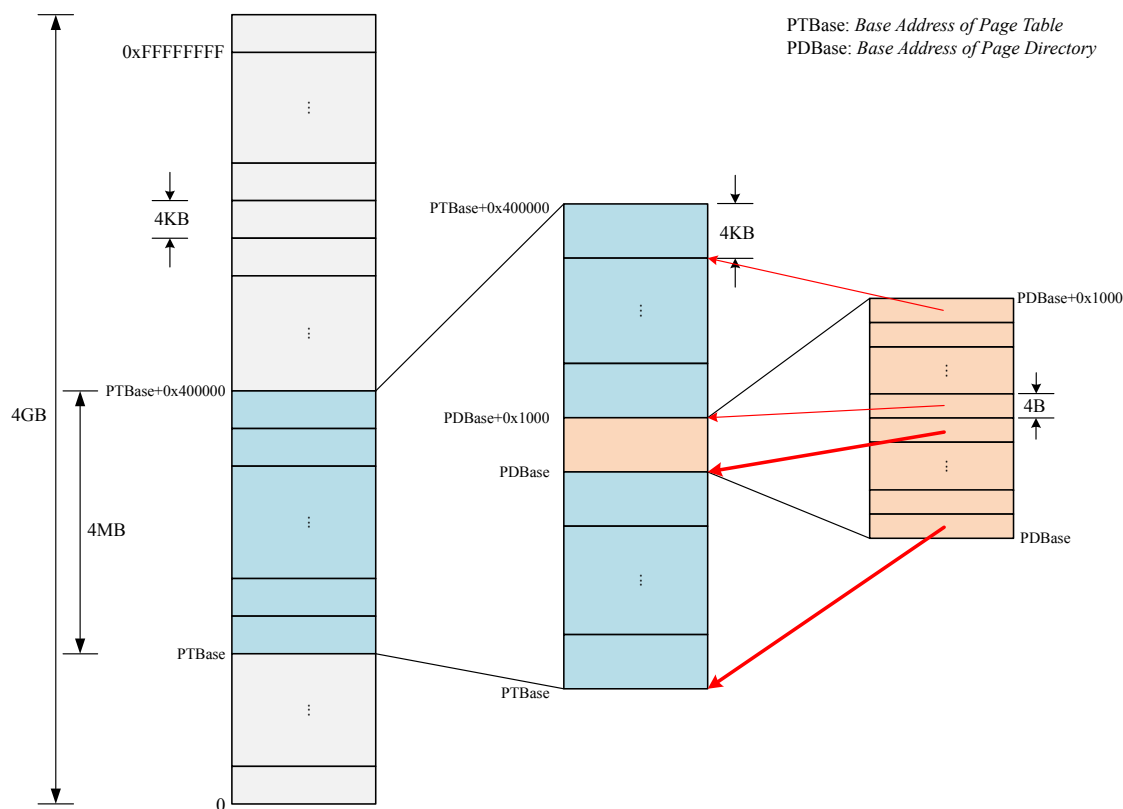 PTBase: Base Address of Page Table
PDBase: Base Address of Page Directory
0xFFFFFFFF
4KB
PTBase+0x400000
4KB
PDBase+0x1000
PTBase+0x400000
4GB
PDBase+0x1000
4B
PDBase
4MB
PDBase
PTBase
PTBase
0